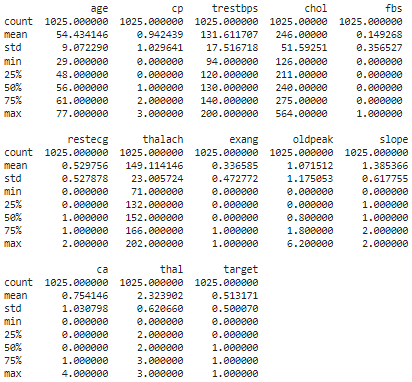 age cp trestbps chol fbs
count 1025.000000 1025.000000 1025.000000 1025.00000 1025.000000
mean 54.434146 0.942439 131.611707 246.00000 0.149268
std 9.072290 1.029641 17.516718 51.59251 0.356527
min 29.000000 0.000000 94.000000 126.00000 0.000000
25% 48.000000 0.000000 120.000000 211.00000 0.000000
50% 56.000000 1.000000 130.000000 240.00000 0.000000
75% 61.000000 2.000000 140.000000 275.00000 0.000000
max 77.000000 3.000000 200.000000 564.00000 1.000000
restecg thalach exang oldpeak slope
count 1025.000000 1025.000000 1025.000000 1025.000000 1025.000000
mean 0.529756 149.114146 0.336585 1.071512 1.385366
std 0.527878 23.005724 0.472772 1.175053 0.617755
min 0.000000 71.000000 0.000000 0.000000 0.000000
25% 0.000000 132.000000 0.000000 0.000000 1.000000
50% 1.000000 152.000000 0.000000 0.800000 1.000000
75% 1.000000 166.000000 1.000000 1.800000 2.000000
max 2.000000 202.000000 1.000000 6.200000 2.000000
ca thal target
count 1025.000000 1025.000000 1025.000000
mean 0.754146 2.323902 0.513171
std 1.030798 0.620660 0.500070
min 0.000000 0.000000 0.000000
25% 0.000000 2.000000 0.000000
50% 0.000000 2.000000 1.000000
75% 1.000000 3.000000 1.000000
max 4.000000 3.000000 1.000000